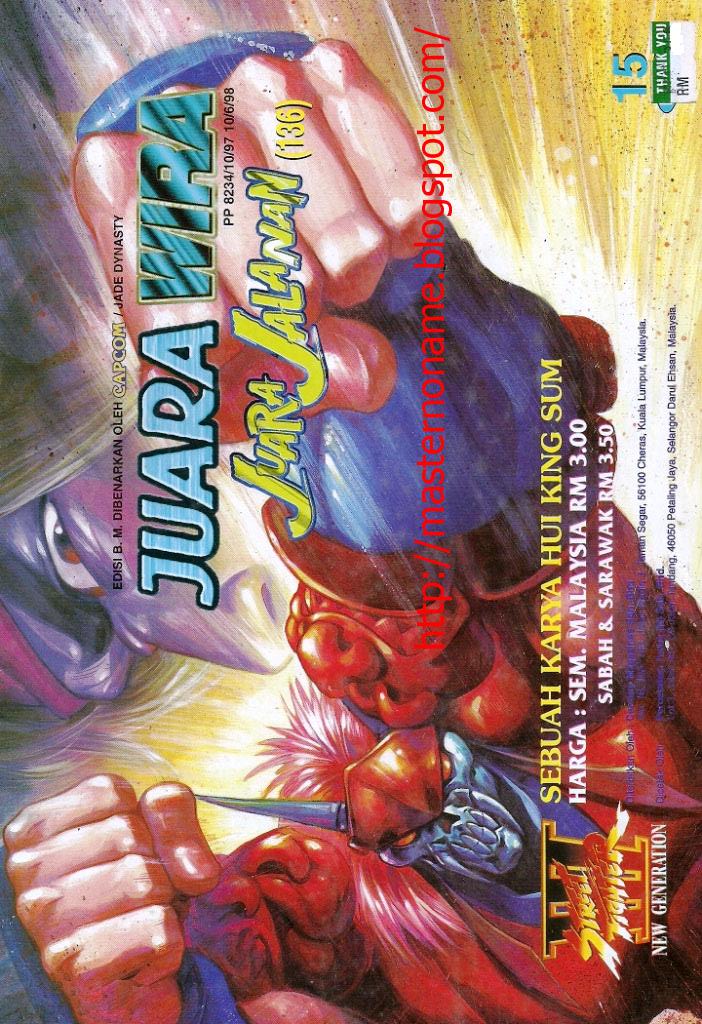 EDISI B. M. DIBENARKAN OLEH CAPCOM / JADE DYNASTY
JUARA WIRA
PP 8234/10/97 10/6/98
JUARA JALANAN (136)
http://masternoname.blogspot.com/
STREET FIGHTER III
NEW GENERATION
SEBUAH KARYA HUI KING SUM
HARGA : SEM. MALAYSIA RM 3.00
SABAH & SARAWAK RM 3.50
Segar, 56100 Cheras, Kuala Lumpur, Malaysia.
46050 Petaling Jaya, Selangor Darul Ehsan, Malaysia.
15
THANK YOU
RM